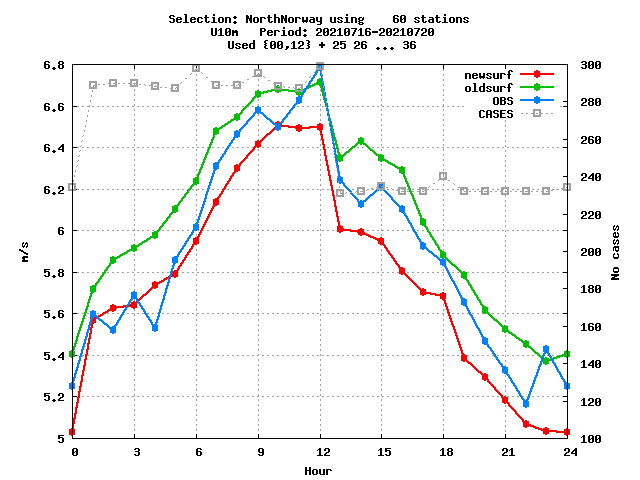 Selection: NorthNorway using    60 stations
U10m   Period: 20210716-20210720
Used {00,12} + 25 26 ... 36
newsurf
oldsurf
OBS
CASES
6.8
6.6
6.4
6.2
6
5.8
5.6
5.4
5.2
5
m/s
300
280
260
240
220
200
180
160
140
120
100
No cases
0 3 6 9 12 15 18 21 24
Hour